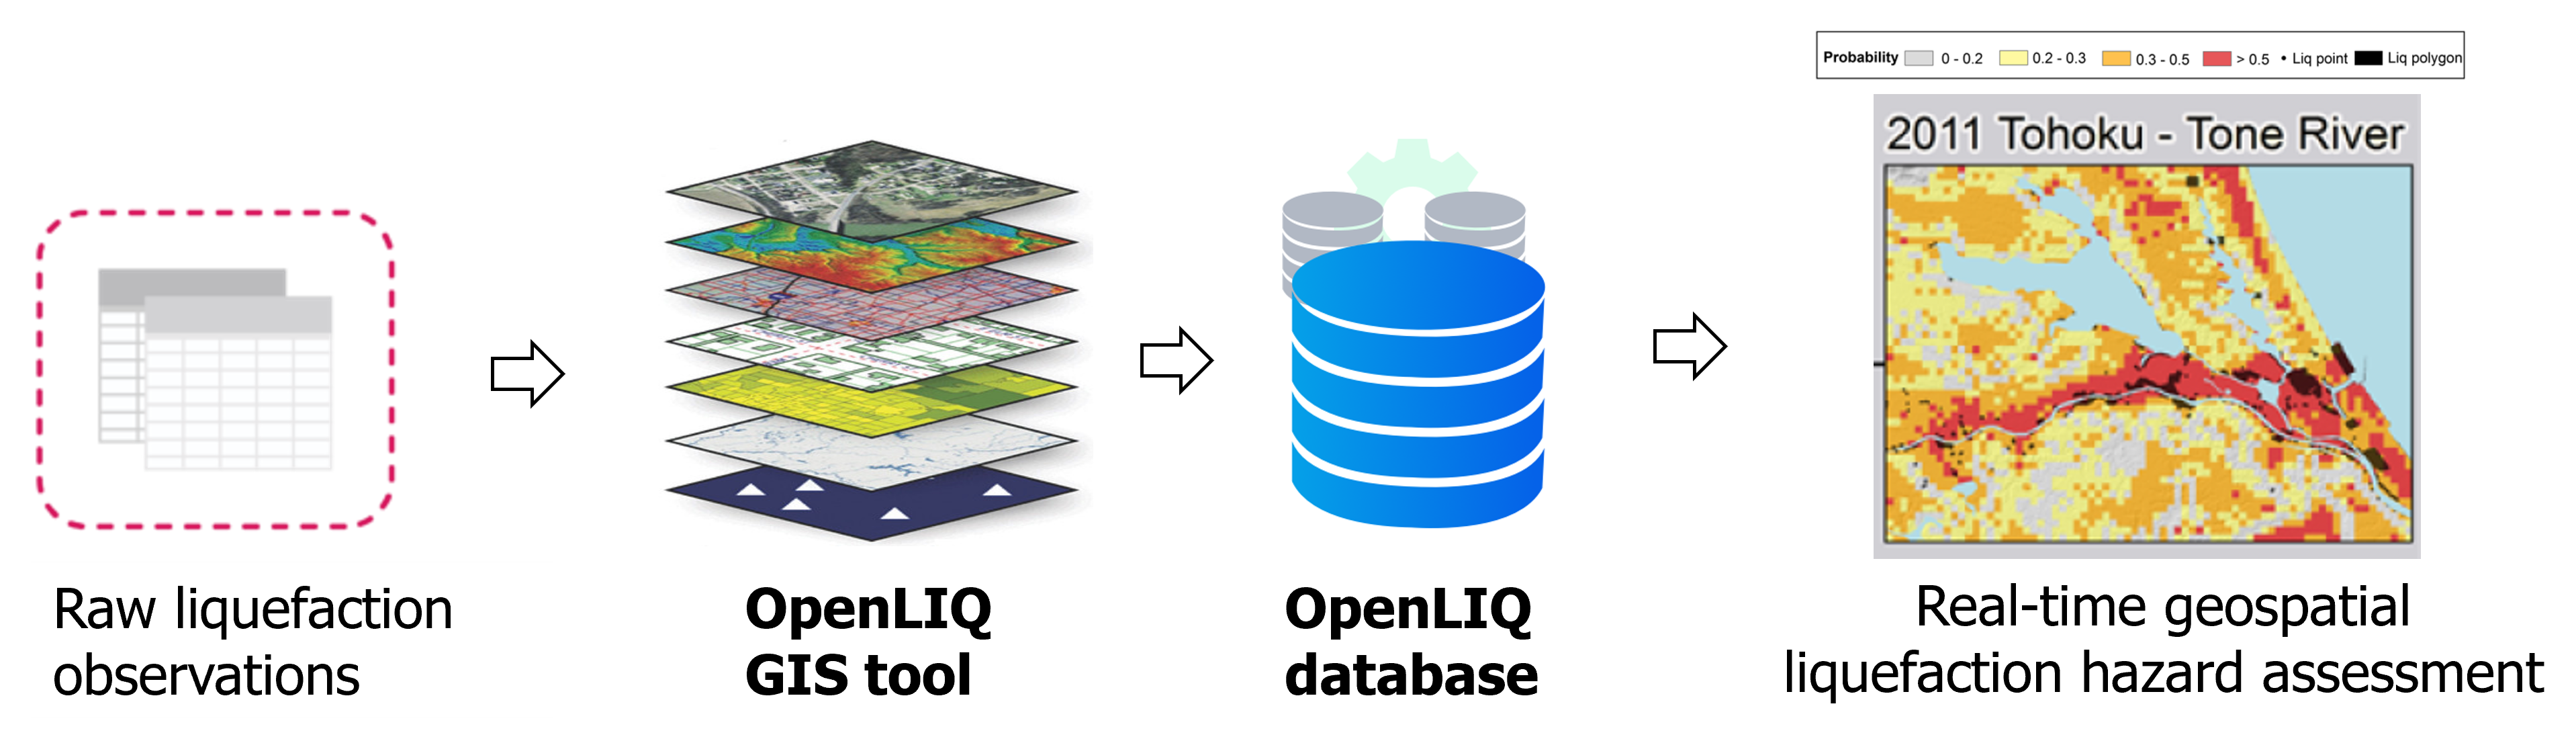 Probability 0 - 0.2 0.2 - 0.3 0.3 - 0.5 > 0.5 • Liq point Liq polygon
2011 Tohoku - Tone River
Raw liquefaction
observations
OpenLIQ
GIS tool
OpenLIQ
database
Real-time geospatial
liquefaction hazard assessment